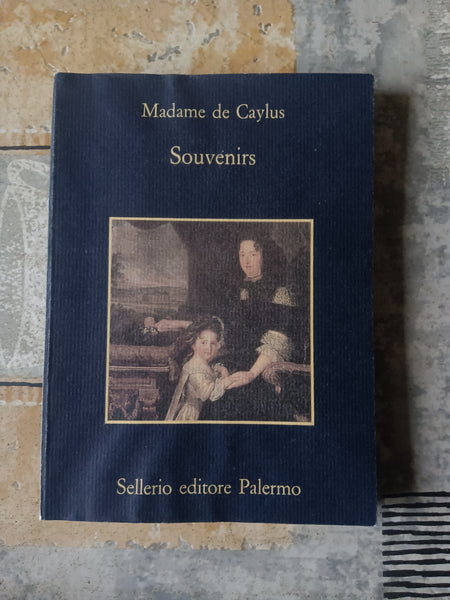 Madame de Caylus
Souvenirs
Sellerio editore Palermo